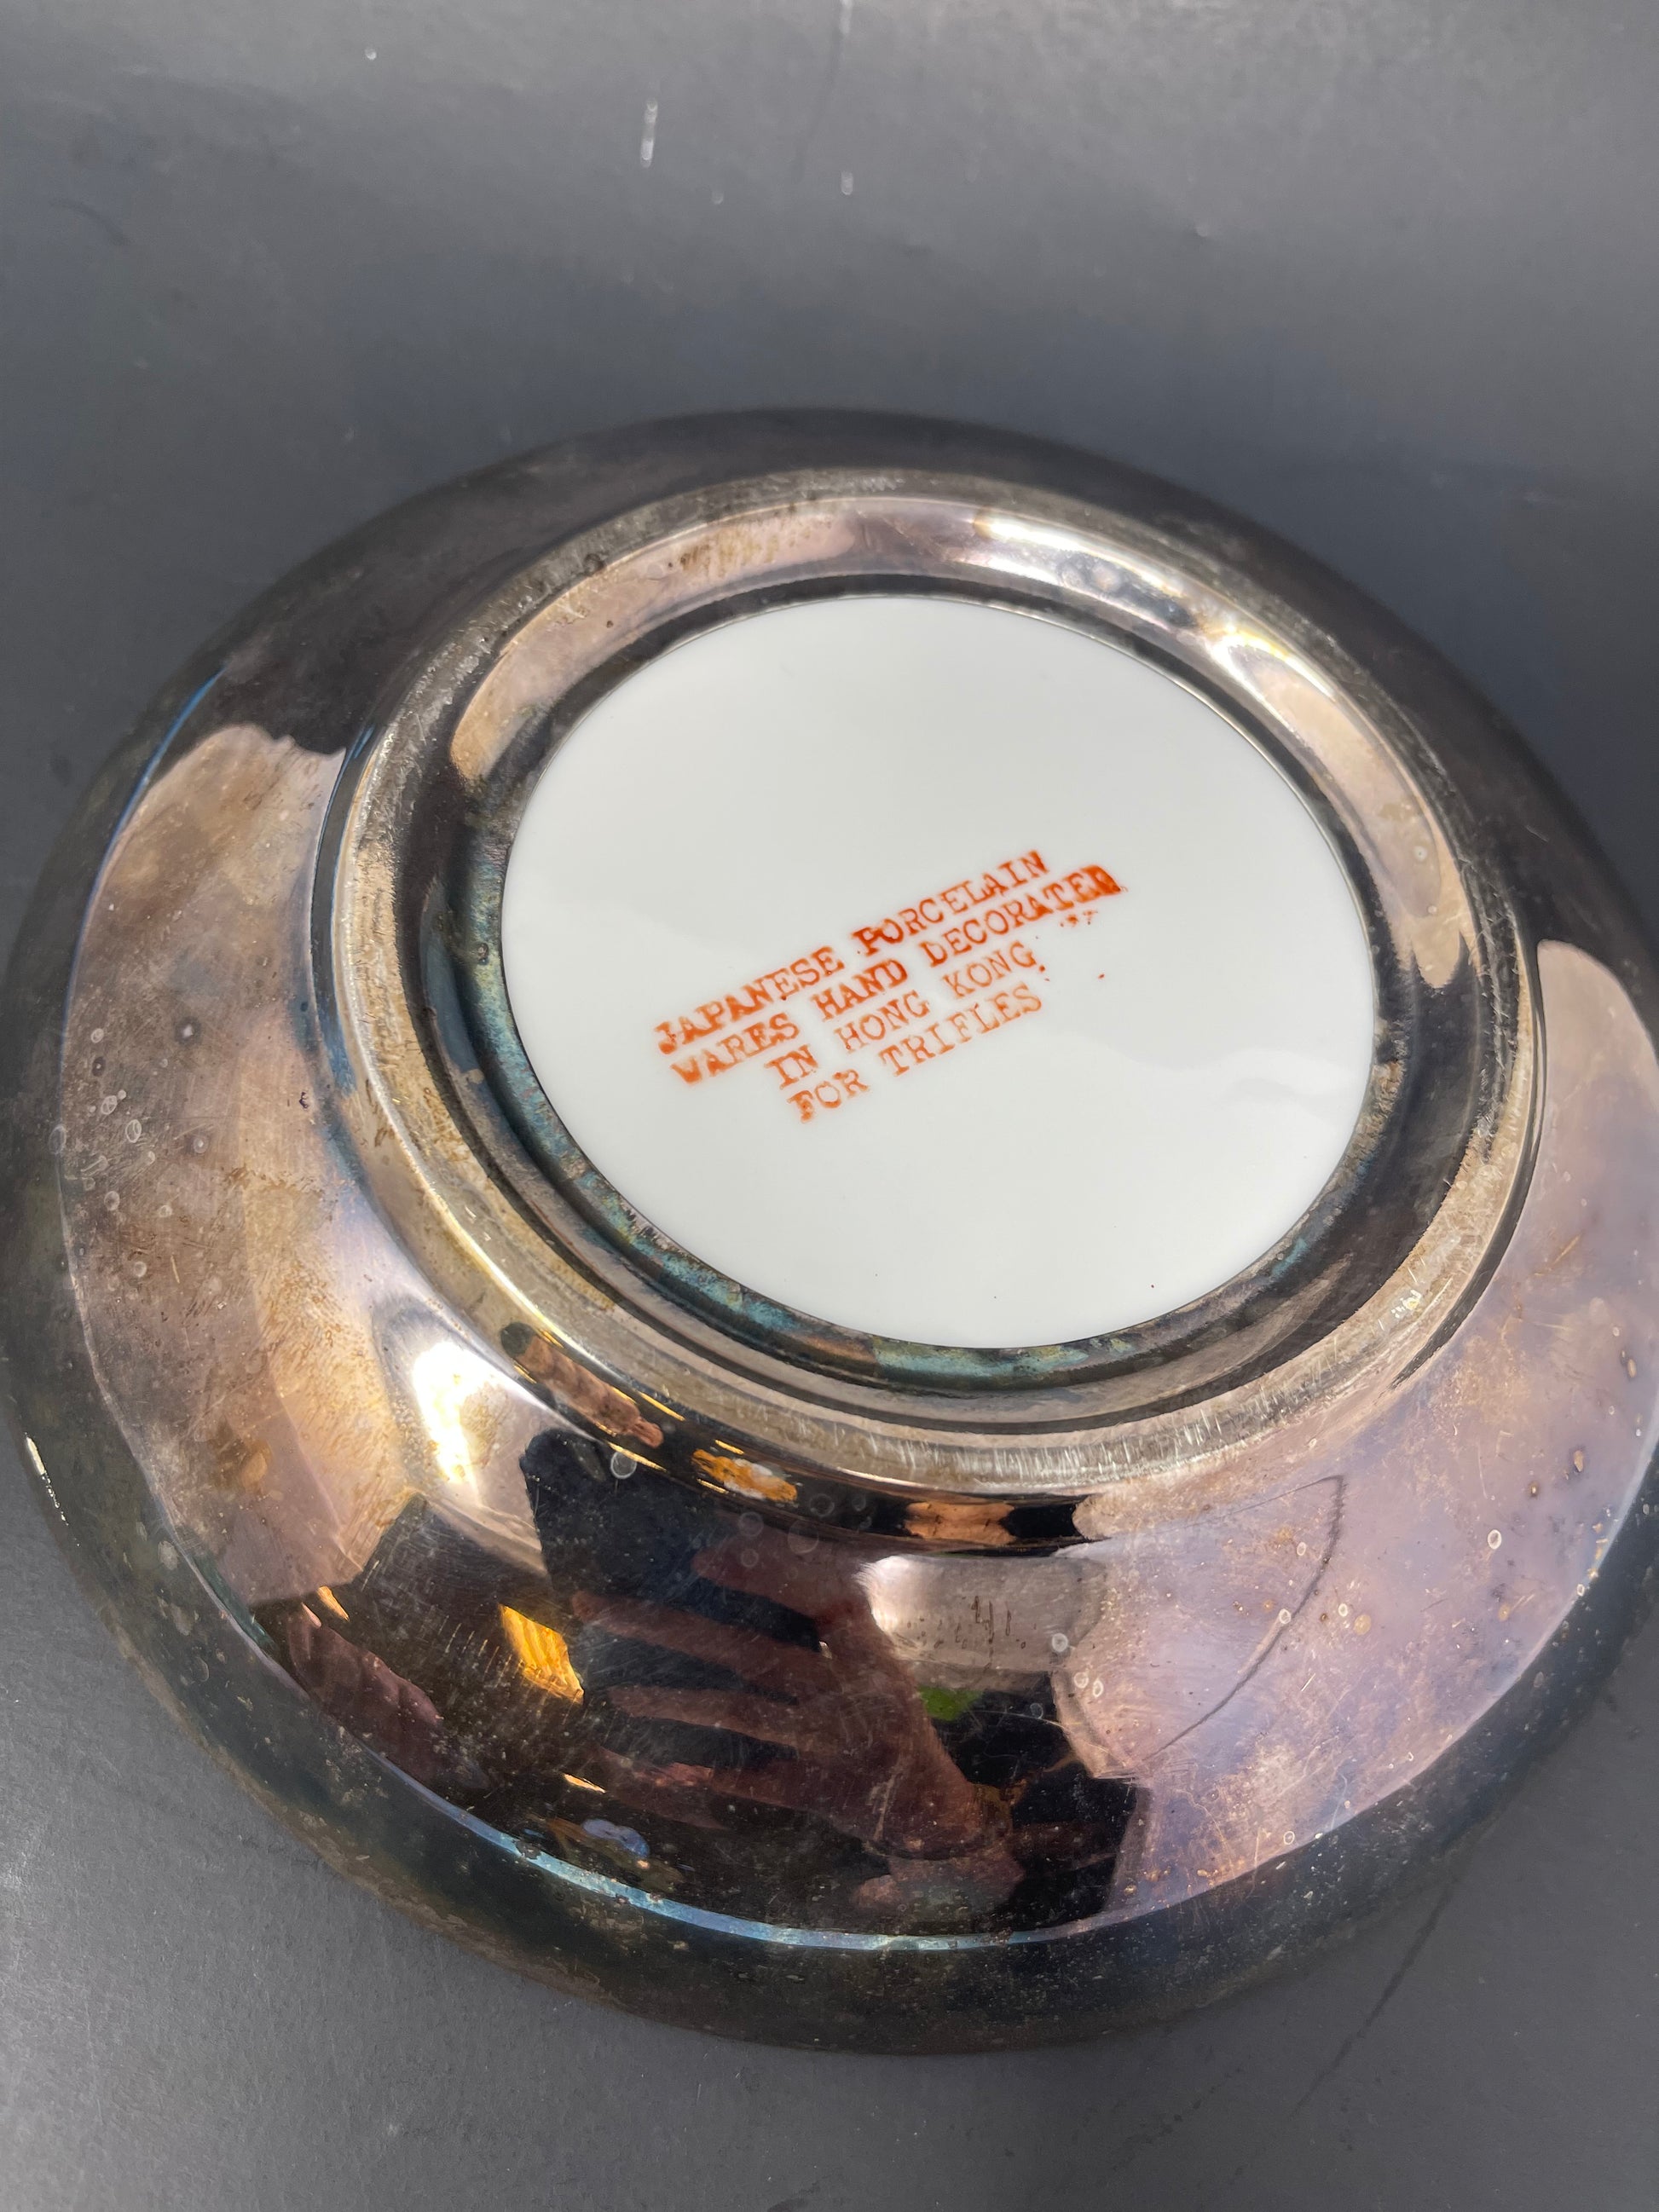 JAPANESE PORCELAIN
WARES HAND DECORATED
IN HONG KONG
FOR TRIFLES